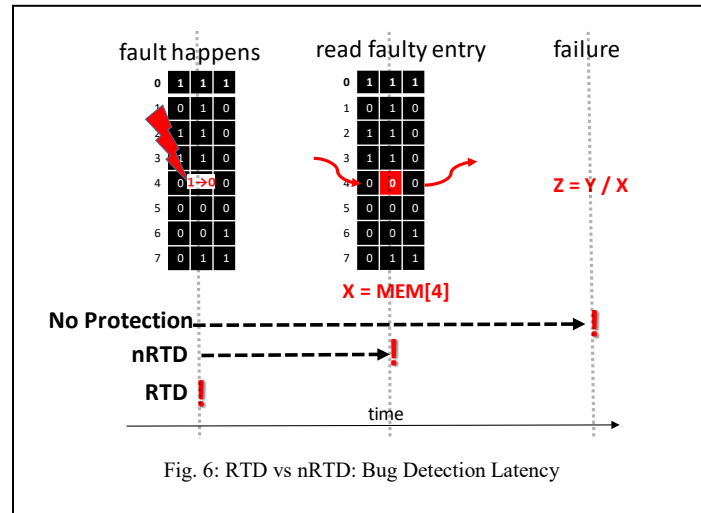 fault happens read faulty entry failure
0 1 1 1 0 1 1 1
1 0 1 0 1 0 1 0
2 1 1 0 2 1 1 0
3 1 1 0 3 1 1 0
4 0 1→0 0 4 0 0 0 Z = Y / X
5 0 0 0 5 0 0 0
6 0 0 1 6 0 0 1
7 0 1 1 7 0 1 1
X = MEM[4]
No Protection !
nRTD !
RTD !
time
Fig. 6: RTD vs nRTD: Bug Detection Latency